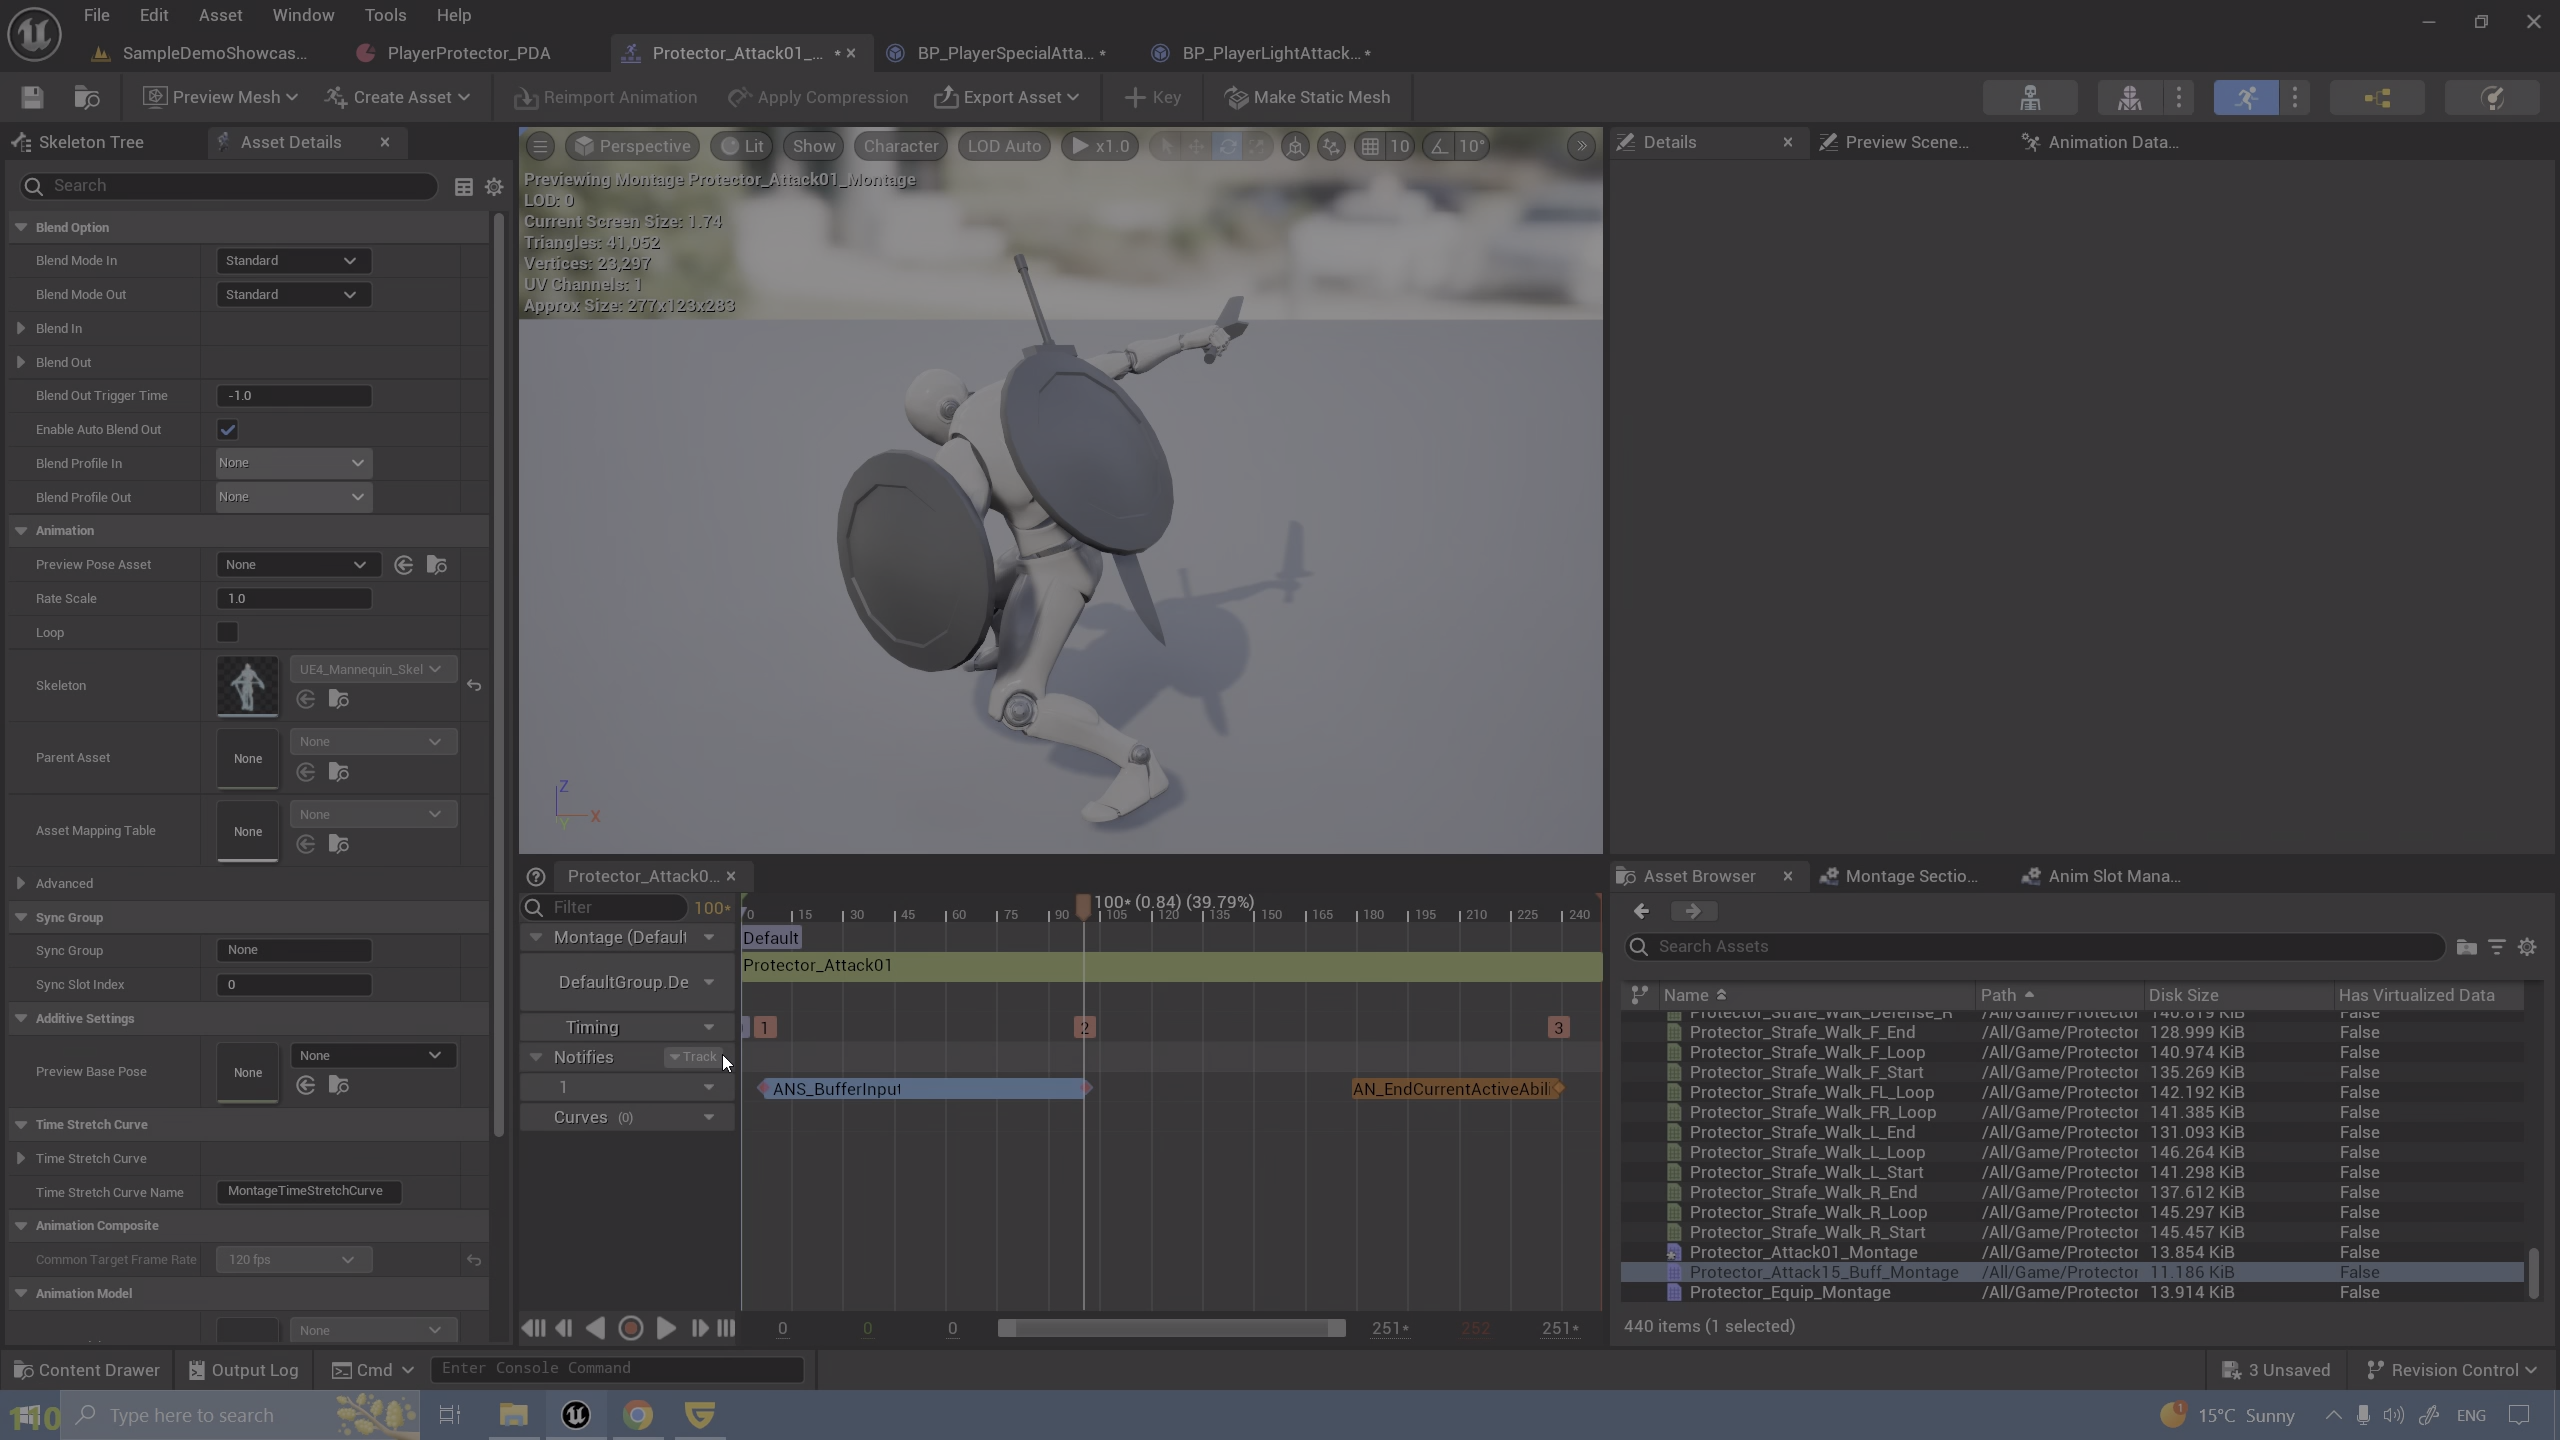 File Edit Asset Window Tools Help
SampleDemoShowcas... PlayerProtector_PDA Protector_Attack01_... * BP_PlayerSpecialAtta... * BP_PlayerLightAttack... *
Preview Mesh Create Asset Reimport Animation Apply Compression Export Asset Key Make Static Mesh
Skeleton Tree Asset Details
Search
Blend Option
Blend Mode In Standard
Blend Mode Out Standard
Blend In
Blend Out
Blend Out Trigger Time -1.0
Enable Auto Blend Out
Blend Profile In None
Blend Profile Out None
Animation
Preview Pose Asset None
Rate Scale 1.0
Loop
Skeleton UE4_Mannequin_Skel
Parent Asset None None
Asset Mapping Table None None
Advanced
Sync Group
Sync Group None
Sync Slot Index 0
Additive Settings
Preview Base Pose None None
Time Stretch Curve
Time Stretch Curve
Time Stretch Curve Name MontageTimeStretchCurve
Animation Composite
Common Target Frame Rate 120 fps
Animation Model
None
Perspective Lit Show Character LOD Auto x1.0 10 10°
Previewing Montage Protector_Attack01_Montage
LOD: 0
Current Screen Size: 1.74
Triangles: 41,052
Vertices: 23,297
UV Channels: 1
Approx Size: 277x123x283
Z
X
Y
Protector_Attack0...
Filter 100*
100* (0.84) (39.79%)
0 15 30 45 60 75 90 105 120 135 150 165 180 195 210 225 240
Montage (Default Default
Protector_Attack01
DefaultGroup.De
Timing 1 2 3
Notifies Track
1 ANS_BufferInput AN_EndCurrentActiveAbili
Curves (0)
0 0 0 251* 252 251*
Details Preview Scene... Animation Data...
Asset Browser Montage Sectio... Anim Slot Mana...
Search Assets
Name Path Disk Size Has Virtualized Data
Protector_Strafe_Walk_Defense_R /All/Game/Protector 140.819 KiB False
Protector_Strafe_Walk_F_End /All/Game/Protector 128.999 KiB False
Protector_Strafe_Walk_F_Loop /All/Game/Protector 140.974 KiB False
Protector_Strafe_Walk_F_Start /All/Game/Protector 135.269 KiB False
Protector_Strafe_Walk_FL_Loop /All/Game/Protector 142.192 KiB False
Protector_Strafe_Walk_FR_Loop /All/Game/Protector 141.385 KiB False
Protector_Strafe_Walk_L_End /All/Game/Protector 131.093 KiB False
Protector_Strafe_Walk_L_Loop /All/Game/Protector 146.264 KiB False
Protector_Strafe_Walk_L_Start /All/Game/Protector 141.298 KiB False
Protector_Strafe_Walk_R_End /All/Game/Protector 137.612 KiB False
Protector_Strafe_Walk_R_Loop /All/Game/Protector 145.297 KiB False
Protector_Strafe_Walk_R_Start /All/Game/Protector 145.457 KiB False
Protector_Attack01_Montage /All/Game/Protector 13.854 KiB False
Protector_Attack15_Buff_Montage /All/Game/Protector 11.186 KiB False
Protector_Equip_Montage /All/Game/Protector 13.914 KiB False
440 items (1 selected)
Content Drawer Output Log Cmd Enter Console Command 3 Unsaved Revision Control
110 Type here to search 1 15°C Sunny ENG